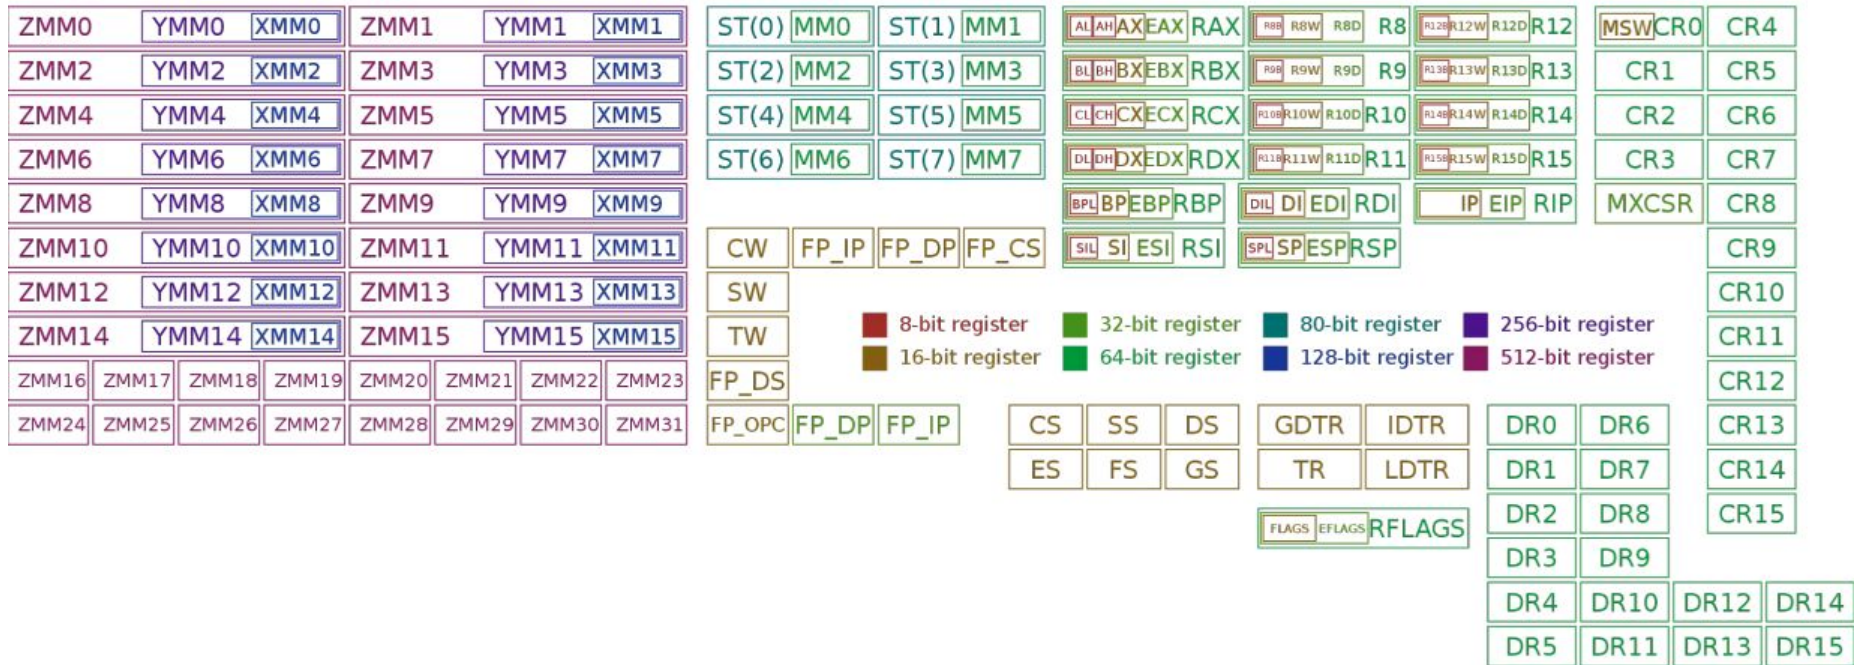 ZMM0 YMM0 XMM0 ZMM1 YMM1 XMM1 ST(0) MM0 ST(1) MM1 AL AH AX EAX RAX R8B R8W R8D R8 R12B R12W R12D R12 MSW CR0 CR4
ZMM2 YMM2 XMM2 ZMM3 YMM3 XMM3 ST(2) MM2 ST(3) MM3 BL BH BX EBX RBX R9B R9W R9D R9 R13B R13W R13D R13 CR1 CR5
ZMM4 YMM4 XMM4 ZMM5 YMM5 XMM5 ST(4) MM4 ST(5) MM5 CL CH CX ECX RCX R10B R10W R10D R10 R14B R14W R14D R14 CR2 CR6
ZMM6 YMM6 XMM6 ZMM7 YMM7 XMM7 ST(6) MM6 ST(7) MM7 DL DH DX EDX RDX R11B R11W R11D R11 R15B R15W R15D R15 CR3 CR7
ZMM8 YMM8 XMM8 ZMM9 YMM9 XMM9 BPL BP EBP RBP DIL DI EDI RDI IP EIP RIP MXCSR CR8
ZMM10 YMM10 XMM10 ZMM11 YMM11 XMM11 CW FP_IP FP_DP FP_CS SIL SI ESI RSI SPL SP ESP RSP CR9
ZMM12 YMM12 XMM12 ZMM13 YMM13 XMM13 SW CR10
ZMM14 YMM14 XMM14 ZMM15 YMM15 XMM15 TW CR11
8-bit register 32-bit register 80-bit register 256-bit register
16-bit register 64-bit register 128-bit register 512-bit register
ZMM16 ZMM17 ZMM18 ZMM19 ZMM20 ZMM21 ZMM22 ZMM23 FP_DS CR12
ZMM24 ZMM25 ZMM26 ZMM27 ZMM28 ZMM29 ZMM30 ZMM31 FP_OPC FP_DP FP_IP CS SS DS GDTR IDTR DR0 DR6 CR13
ES FS GS TR LDTR DR1 DR7 CR14
FLAGS EFLAGS RFLAGS DR2 DR8 CR15
DR3 DR9
DR4 DR10 DR12 DR14
DR5 DR11 DR13 DR15